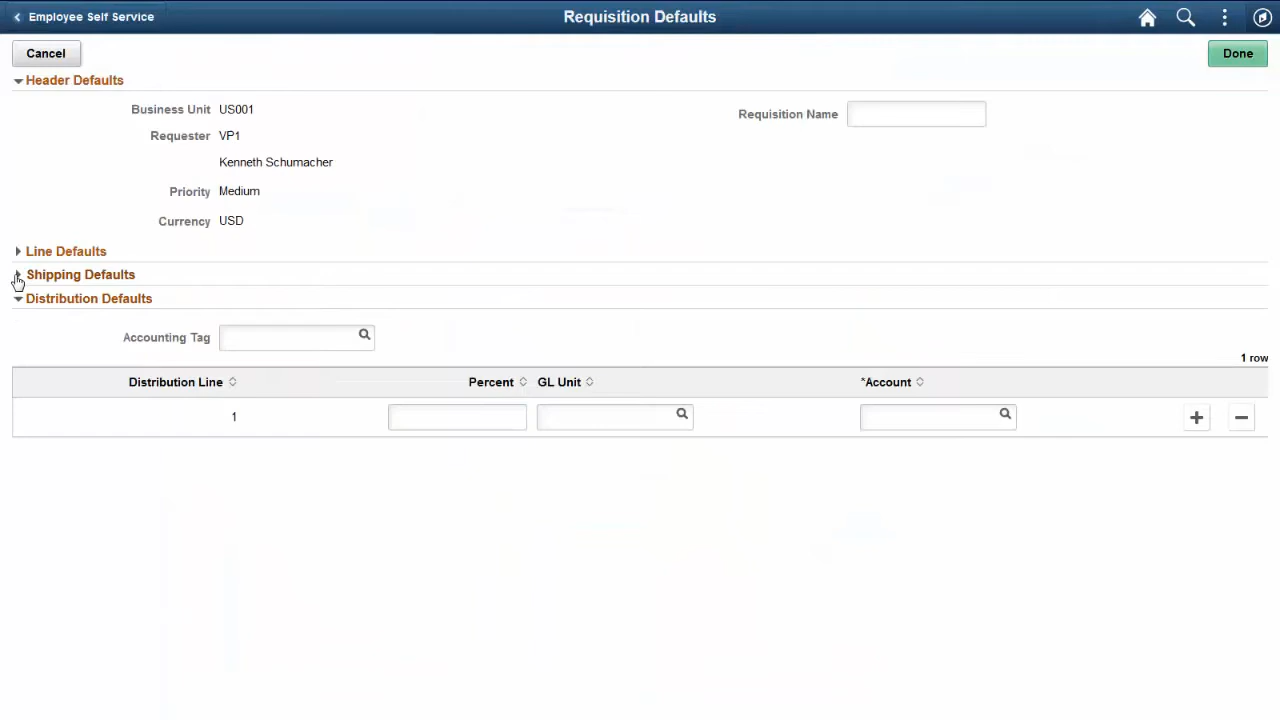 Employee Self Service
Requisition Defaults
Cancel
Done
Header Defaults
Business Unit US001
Requisition Name
Requester VP1
Kenneth Schumacher
Priority Medium
Currency USD
Line Defaults
Shipping Defaults
Distribution Defaults
Accounting Tag
1 row
Distribution Line Percent GL Unit *Account
1